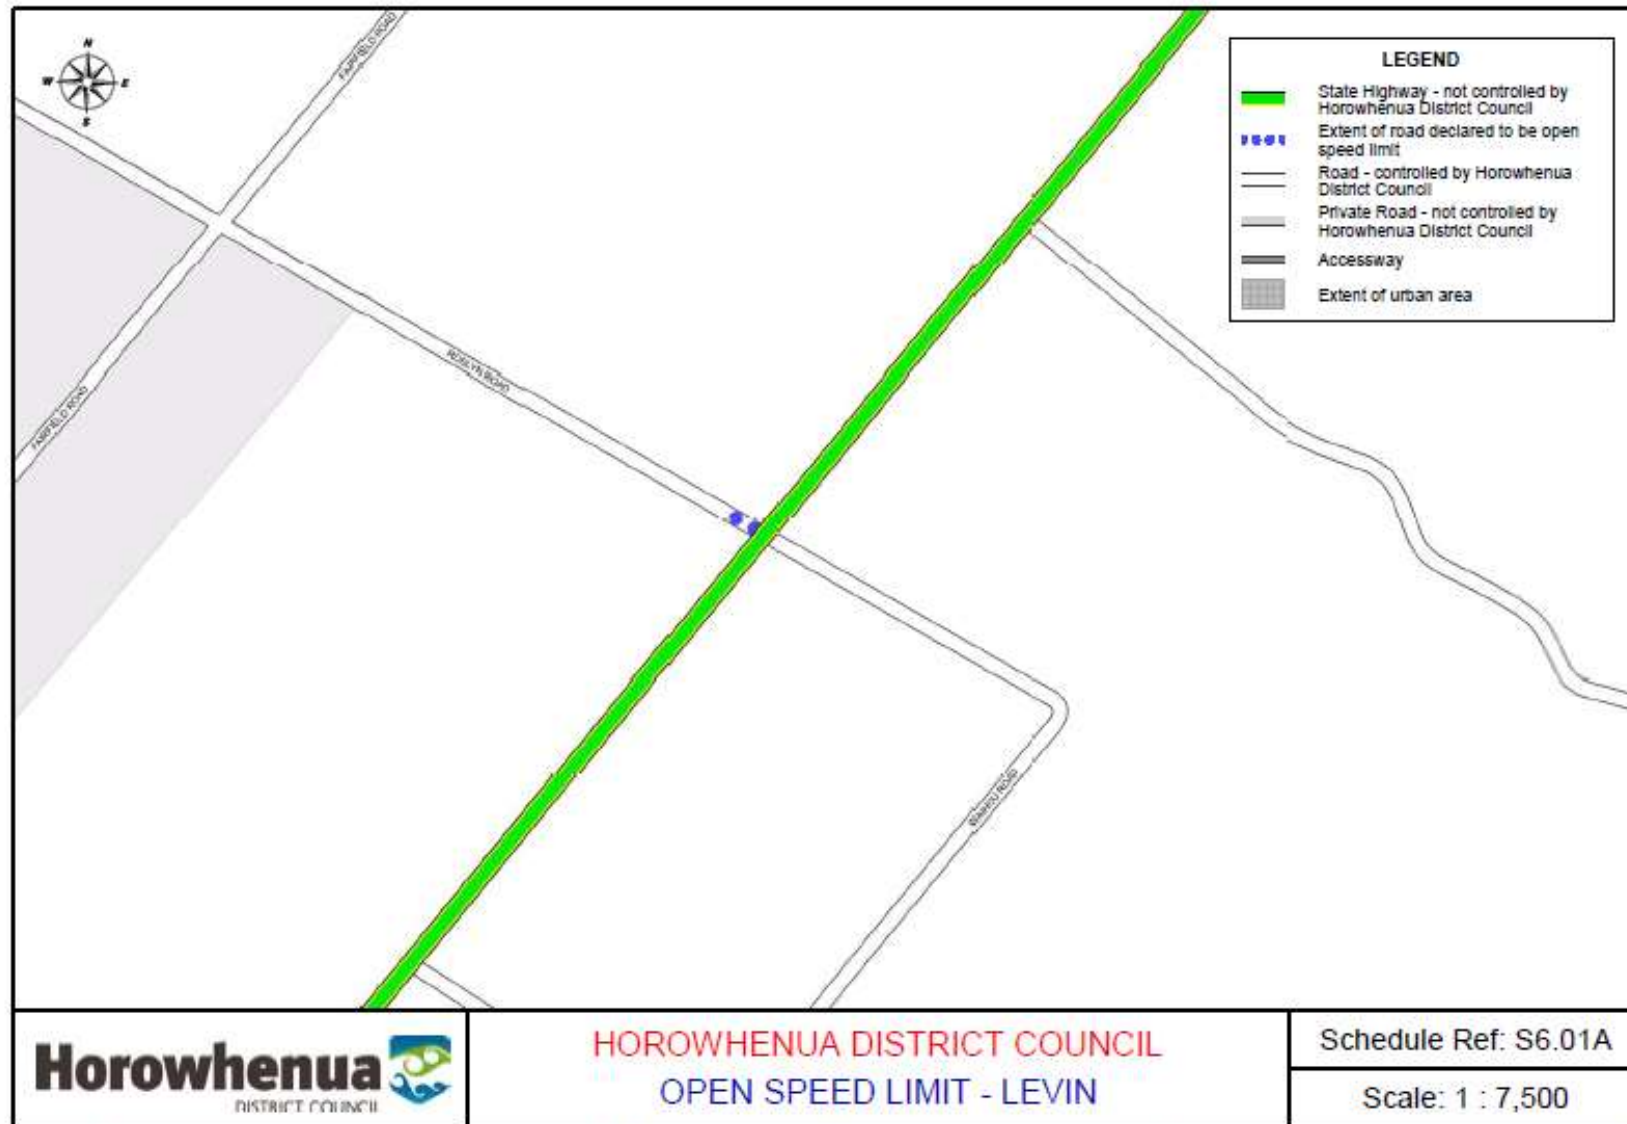 N
W
E
S
FAIRFIELD ROAD
LEGEND
State Highway - not controlled by
Horowhenua District Council
Extent of road declared to be open
speed limit
Road - controlled by Horowhenua
District Council
Private Road - not controlled by
Horowhenua District Council
Accessway
Extent of urban area
ROSLYN ROAD
FAIRFIELD ROAD
WAIHOU ROAD
Horowhenua
DISTRICT COUNCIL
HOROWHENUA DISTRICT COUNCIL
OPEN SPEED LIMIT - LEVIN
Schedule Ref: S6.01A
Scale: 1 : 7,500